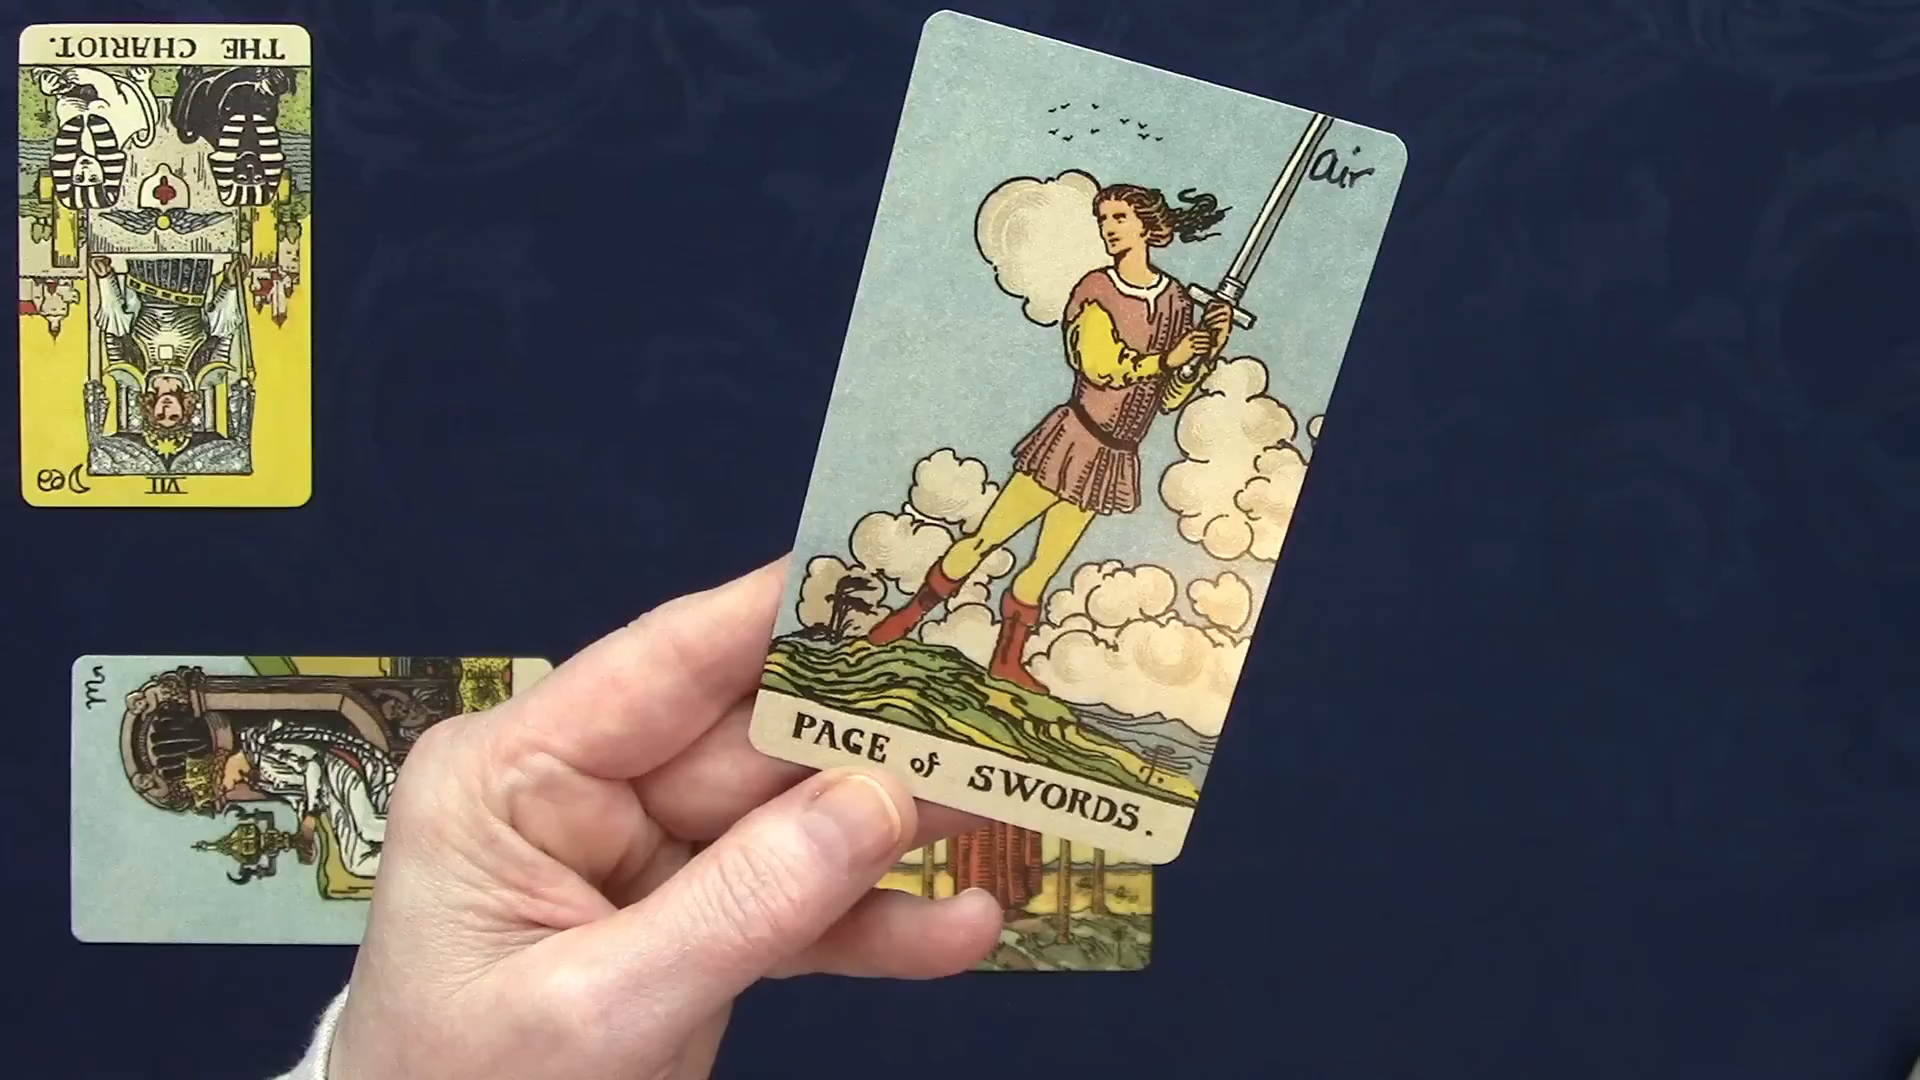 THE CHARIOT.
VII
air
PAGE of SWORDS.